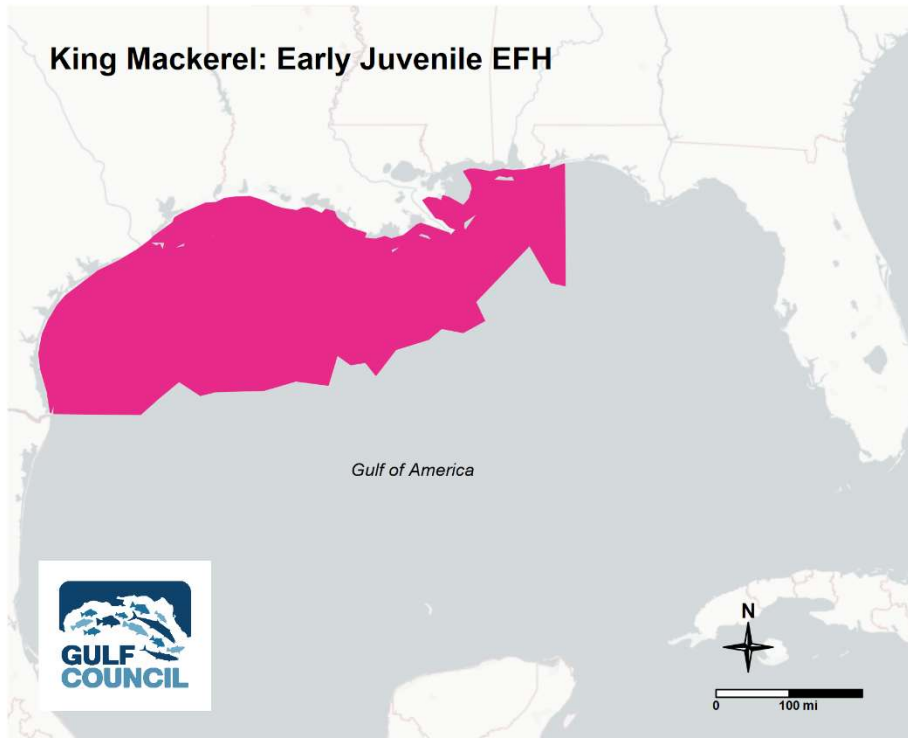 King Mackerel: Early Juvenile EFH
Gulf of America
GULF
COUNCIL
N
0 100 mi